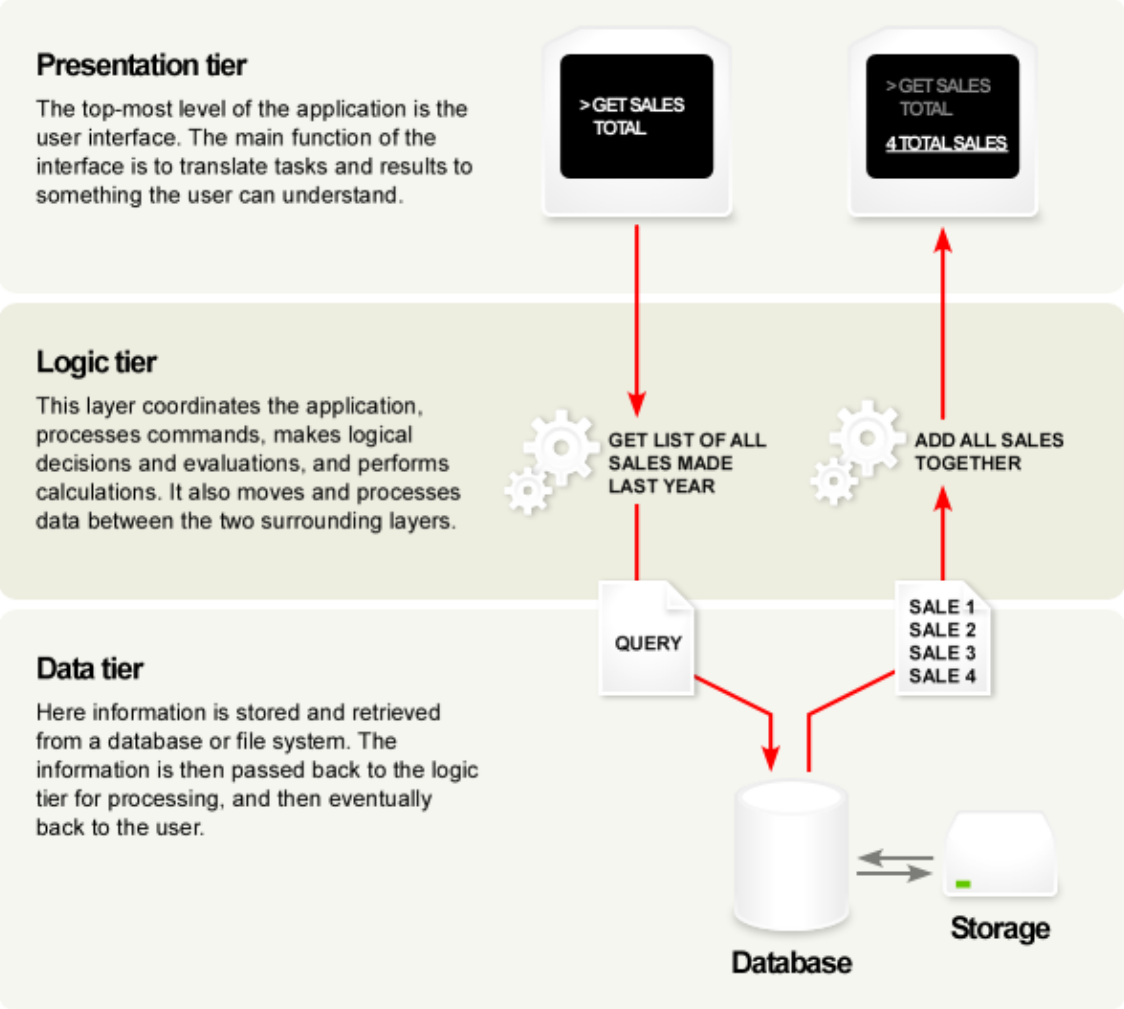 Presentation tier
The top-most level of the application is the
user interface. The main function of the
interface is to translate tasks and results to
something the user can understand.
> GET SALES
TOTAL
> GET SALES
TOTAL
4 TOTAL SALES
Logic tier
This layer coordinates the application,
processes commands, makes logical
decisions and evaluations, and performs
calculations. It also moves and processes
data between the two surrounding layers.
GET LIST OF ALL
SALES MADE
LAST YEAR
ADD ALL SALES
TOGETHER
QUERY
SALE 1
SALE 2
SALE 3
SALE 4
Data tier
Here information is stored and retrieved
from a database or file system. The
information is then passed back to the logic
tier for processing, and then eventually
back to the user.
Database
Storage